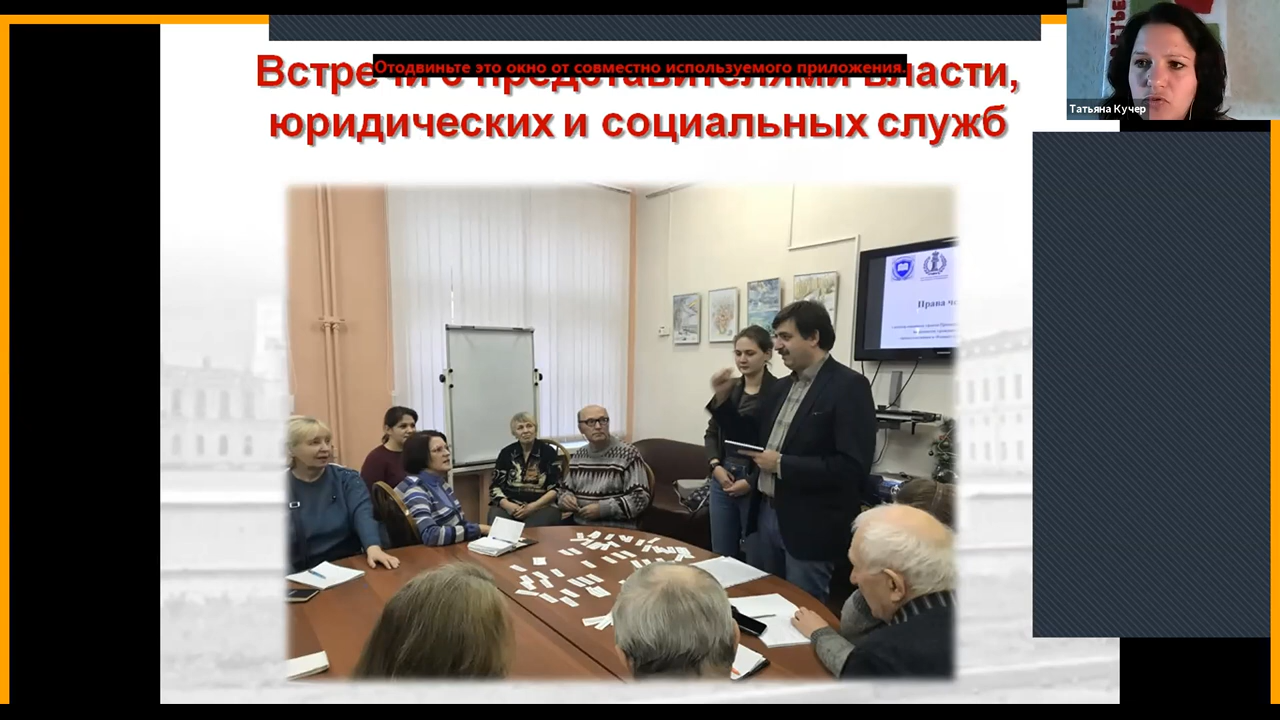 Встречи с представителями власти,
Отодвиньте это окно от совместно используемого приложения.
юридических и социальных служб
Татьяна Кучер
Права че